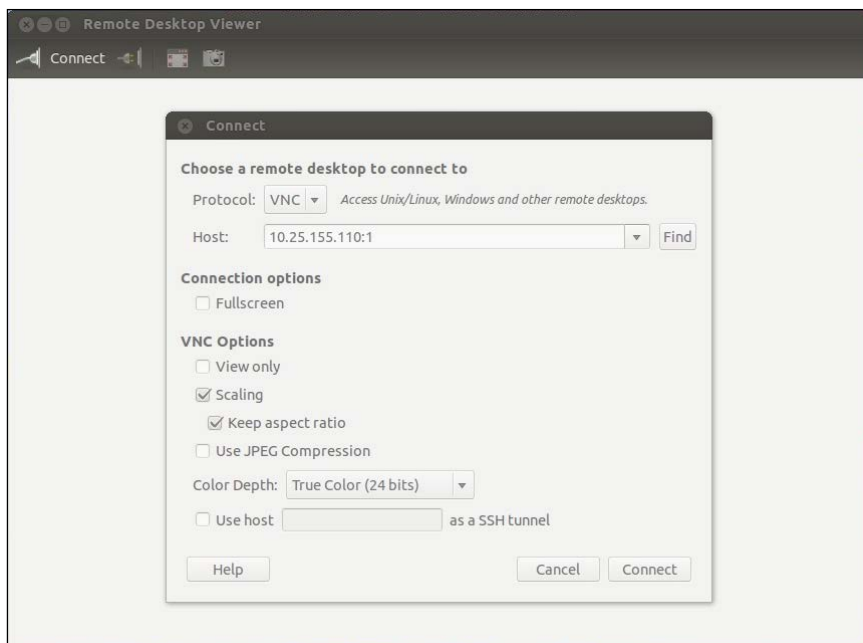 Remote Desktop Viewer
Connect
Connect
Choose a remote desktop to connect to
Protocol: VNC Access Unix/Linux, Windows and other remote desktops.
Host: 10.25.155.110:1 Find
Connection options
Fullscreen
VNC Options
View only
Scaling
Keep aspect ratio
Use JPEG Compression
Color Depth: True Color (24 bits)
Use host as a SSH tunnel
Help Cancel Connect